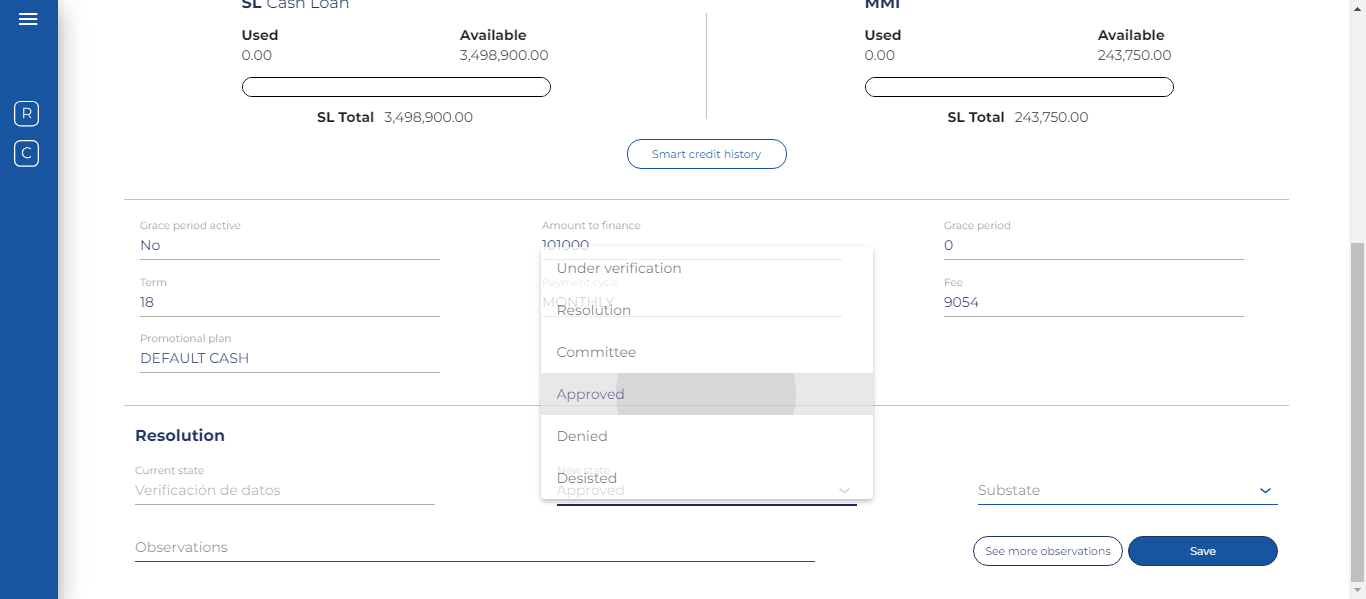 SL Cash Loan
MMI
Used
Available
Used
Available
0.00
3,498,900.00
0.00
243,750.00
SL Total 3,498,900.00
SL Total 243,750.00
R
C
Smart credit history
Grace period active
Amount to finance
Grace period
No
101000
0
Under verification
Term
Payment cycle
Fee
18
MONTHLY
9054
Resolution
Promotional plan
DEFAULT CASH
Committee
Approved
Denied
Resolution
Current state
New state
Desisted
Verificación de datos
Approved
Substate
Observations
See more observations
Save